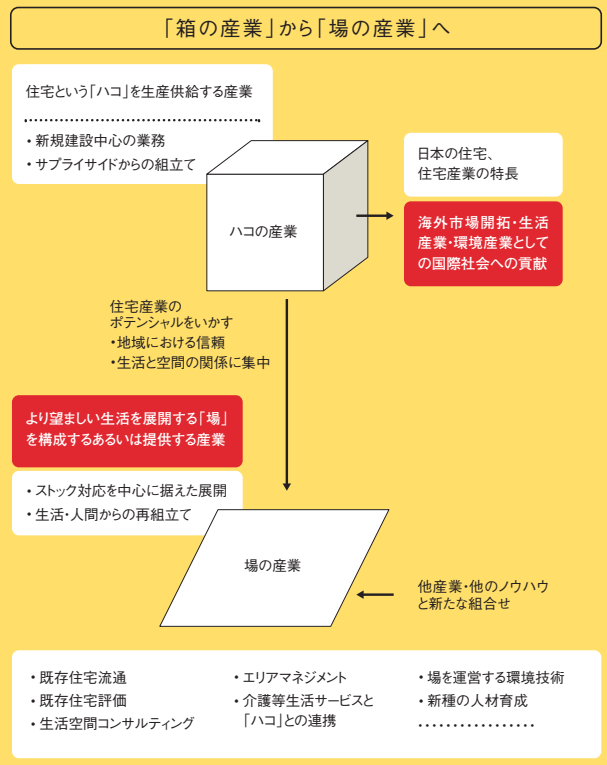 「箱の産業」から「場の産業」へ
住宅という「ハコ」を生産供給する産業
・新規建設中心の業務
・サプライサイドからの組立て
ハコの産業
日本の住宅、
住宅産業の特長
海外市場開拓・生活
産業・環境産業として
の国際社会への貢献
住宅産業の
ポテンシャルをいかす
・地域における信頼
・生活と空間の関係に集中
より望ましい生活を展開する「場」
を構成するあるいは提供する産業
・ストック対応を中心に据えた展開
・生活・人間からの再組立て
場の産業
他産業・他のノウハウ
と新たな組合せ
・既存住宅流通
・既存住宅評価
・生活空間コンサルティング
・エリアマネジメント
・介護等生活サービスと
「ハコ」との連携
・場を運営する環境技術
・新種の人材育成
・・・・・・・・・・・・・・・・